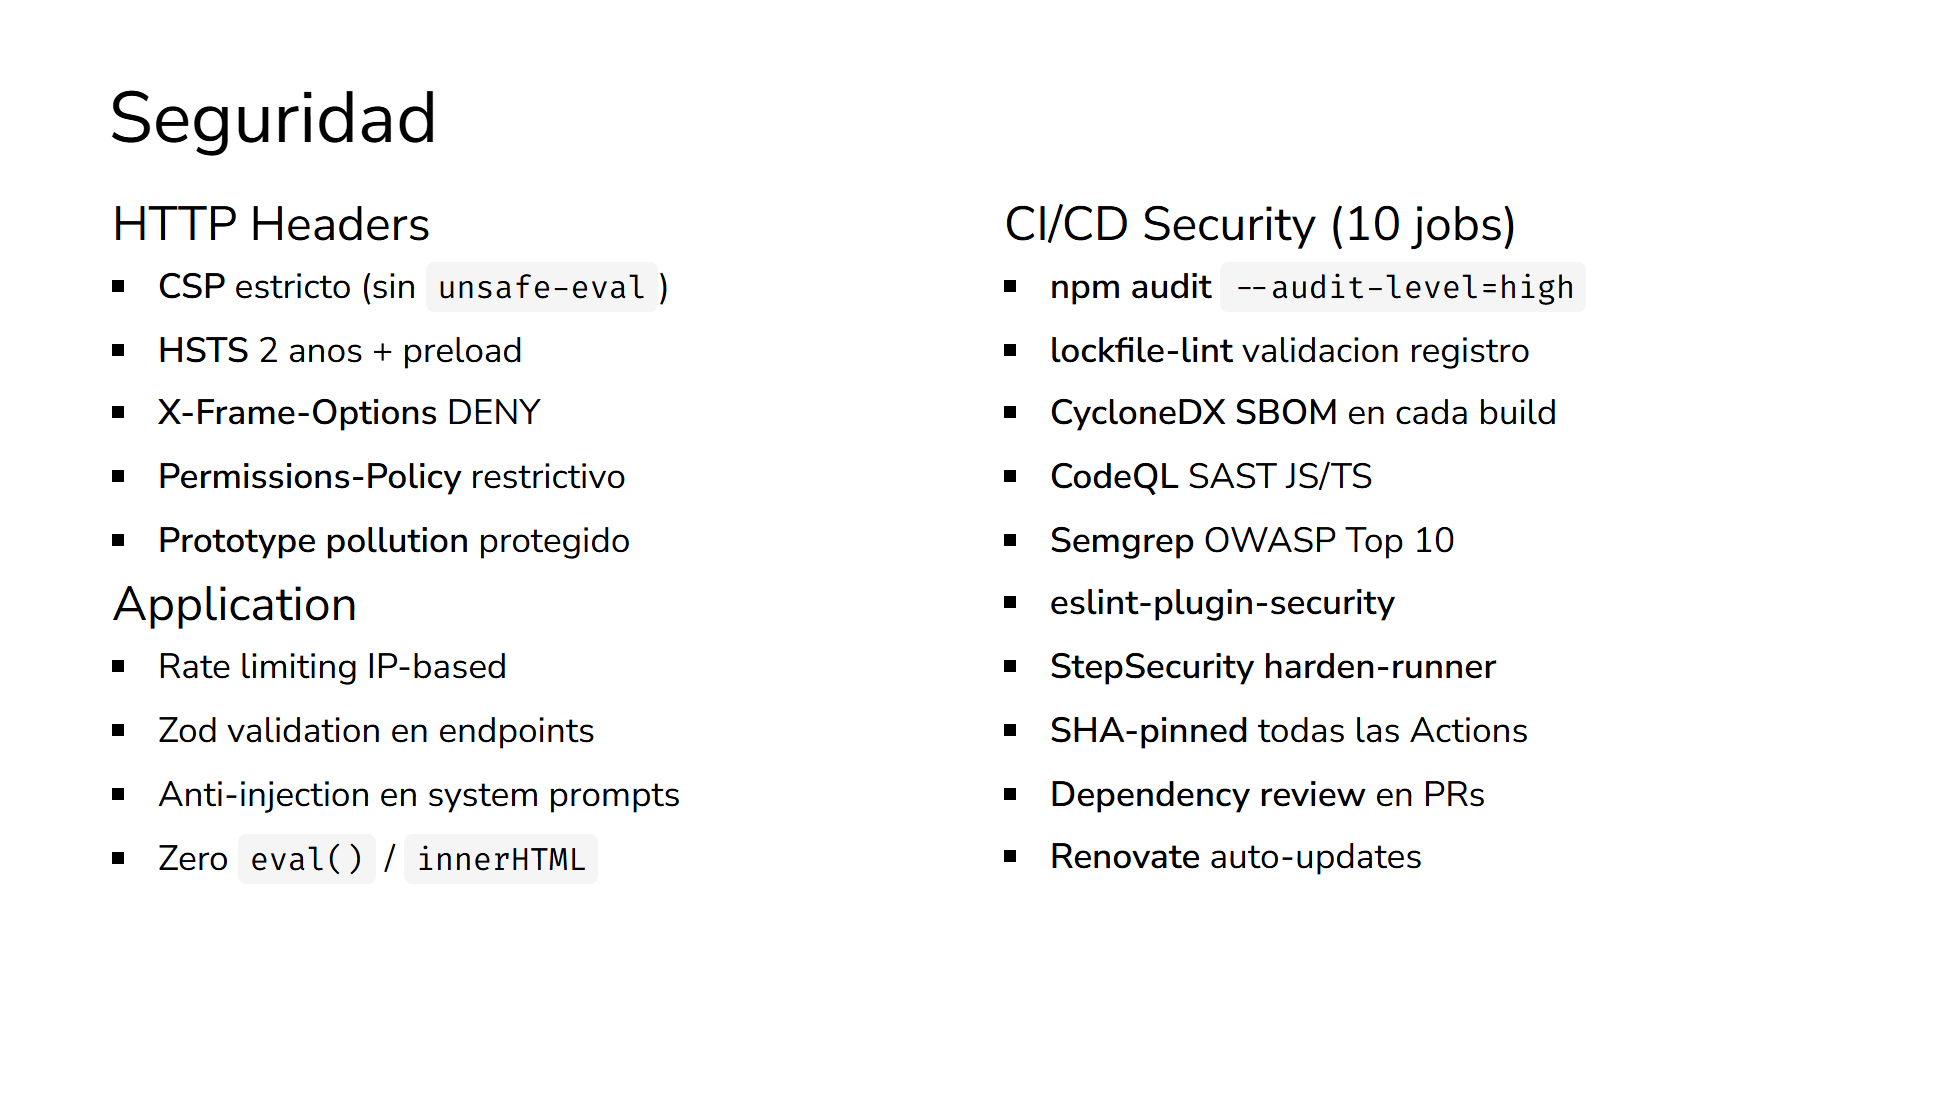 Seguridad
HTTP Headers
CSP estricto (sin unsafe-eval )
HSTS 2 anos + preload
X-Frame-Options DENY
Permissions-Policy restrictivo
Prototype pollution protegido
Application
Rate limiting IP-based
Zod validation en endpoints
Anti-injection en system prompts
Zero eval() / innerHTML
CI/CD Security (10 jobs)
npm audit --audit-level=high
lockfile-lint validacion registro
CycloneDX SBOM en cada build
CodeQL SAST JS/TS
Semgrep OWASP Top 10
eslint-plugin-security
StepSecurity harden-runner
SHA-pinned todas las Actions
Dependency review en PRs
Renovate auto-updates